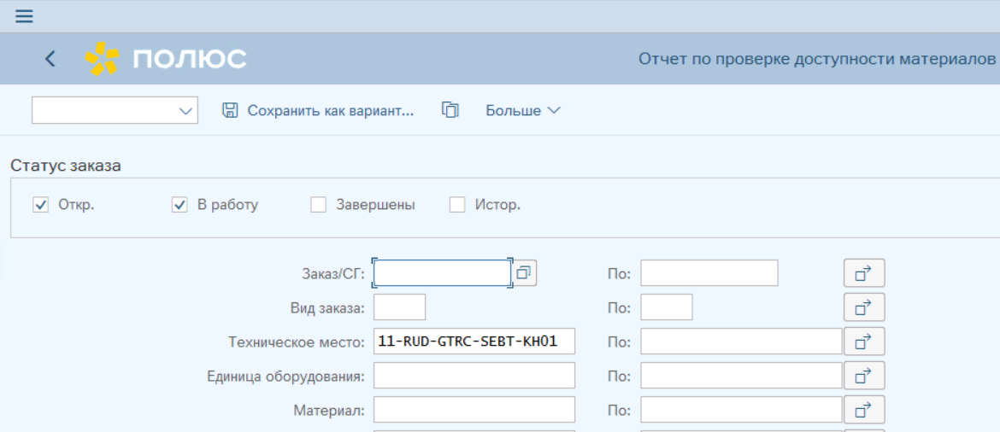 ПОЛЮС
Отчет по проверке доступности материалов
Сохранить как вариант... Больше
Статус заказа
Откр. В работу Завершены Истор.
Заказ/СГ: По:
Вид заказа: По:
Техническое место: 11-RUD-GTRC-SEBT-KH01 По:
Единица оборудования: По:
Материал: По: